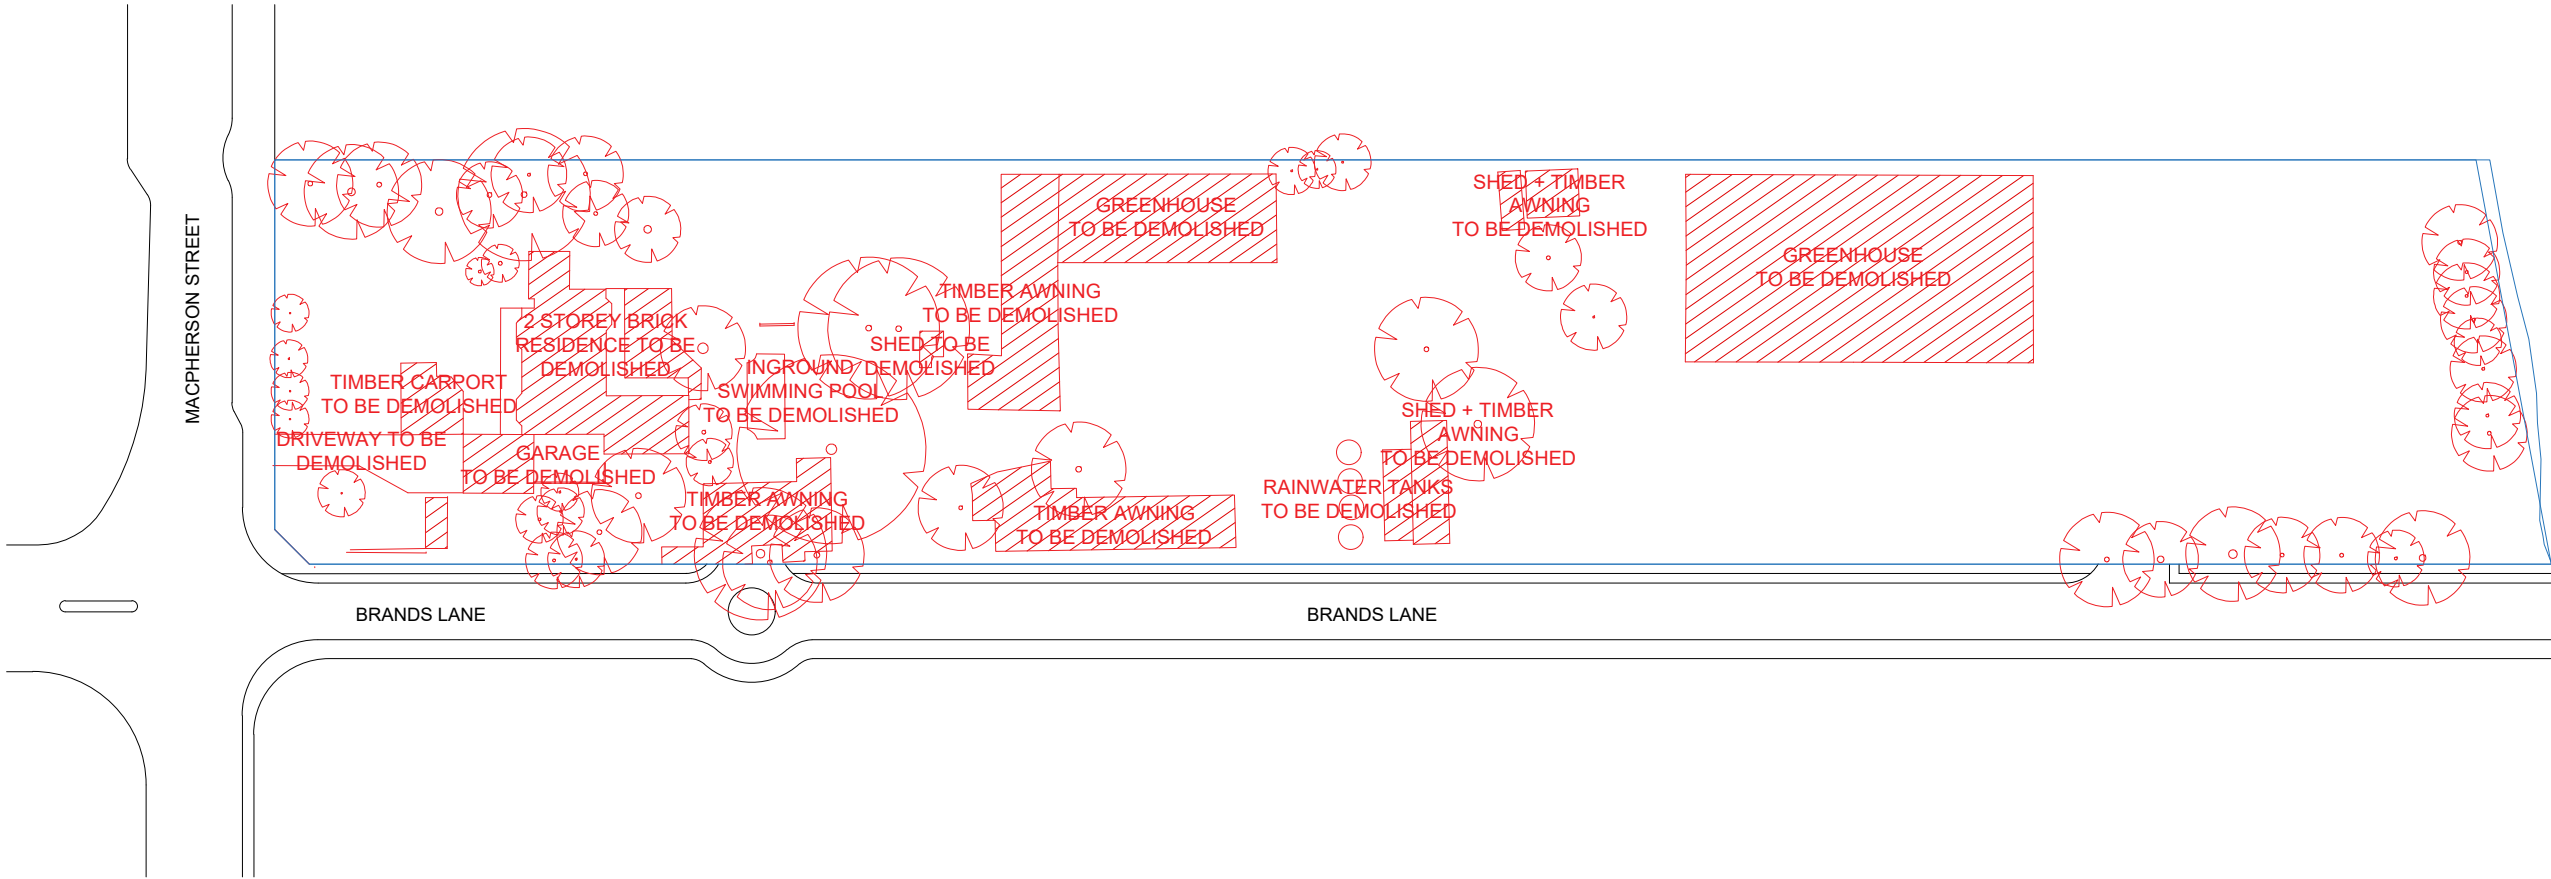 MACPHERSON STREET
GREENHOUSE
TO BE DEMOLISHED
SHED + TIMBER
AWNING
TO BE DEMOLISHED
GREENHOUSE
TO BE DEMOLISHED
TIMBER AWNING
TO BE DEMOLISHED
2 STOREY BRICK
RESIDENCE TO BE
DEMOLISHED
SHED TO BE
DEMOLISHED
INGROUND
SWIMMING POOL
TO BE DEMOLISHED
TIMBER CARPORT
TO BE DEMOLISHED
SHED + TIMBER
AWNING
TO BE DEMOLISHED
DRIVEWAY TO BE
DEMOLISHED
GARAGE
TO BE DEMOLISHED
TIMBER AWNING
TO BE DEMOLISHED
TIMBER AWNING
TO BE DEMOLISHED
RAINWATER TANKS
TO BE DEMOLISHED
BRANDS LANE
BRANDS LANE